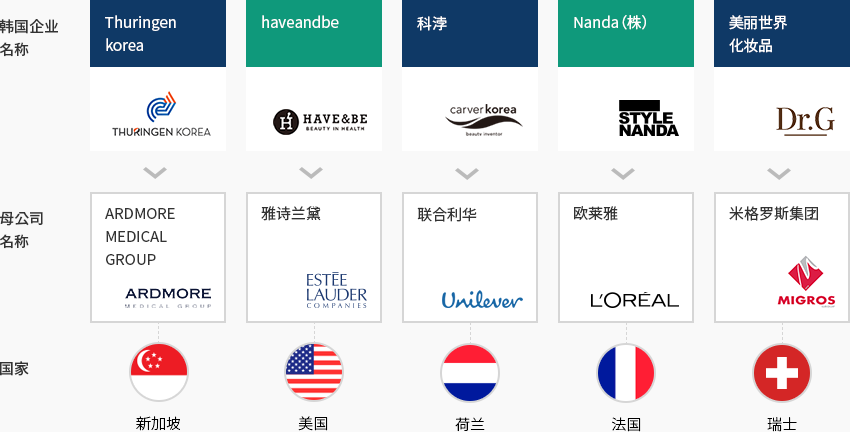 韩国企业
名称
Thuringen
korea
haveandbe
科渟
Nanda（株）
美丽世界
化妆品
THURINGEN KOREA
HAVE&BE
BEAUTY IN HEALTH
carverkorea
beauty inventor
STYLE
NANDA
Dr.G
母公司
名称
ARDMORE
MEDICAL
GROUP
雅诗兰黛
联合利华
欧莱雅
米格罗斯集团
ARDMORE
MEDICAL GROUP
ESTĒE
LAUDER
COMPANIES
Unilever
L'ORÉAL
MIGROS
国家
新加坡
美国
荷兰
法国
瑞士